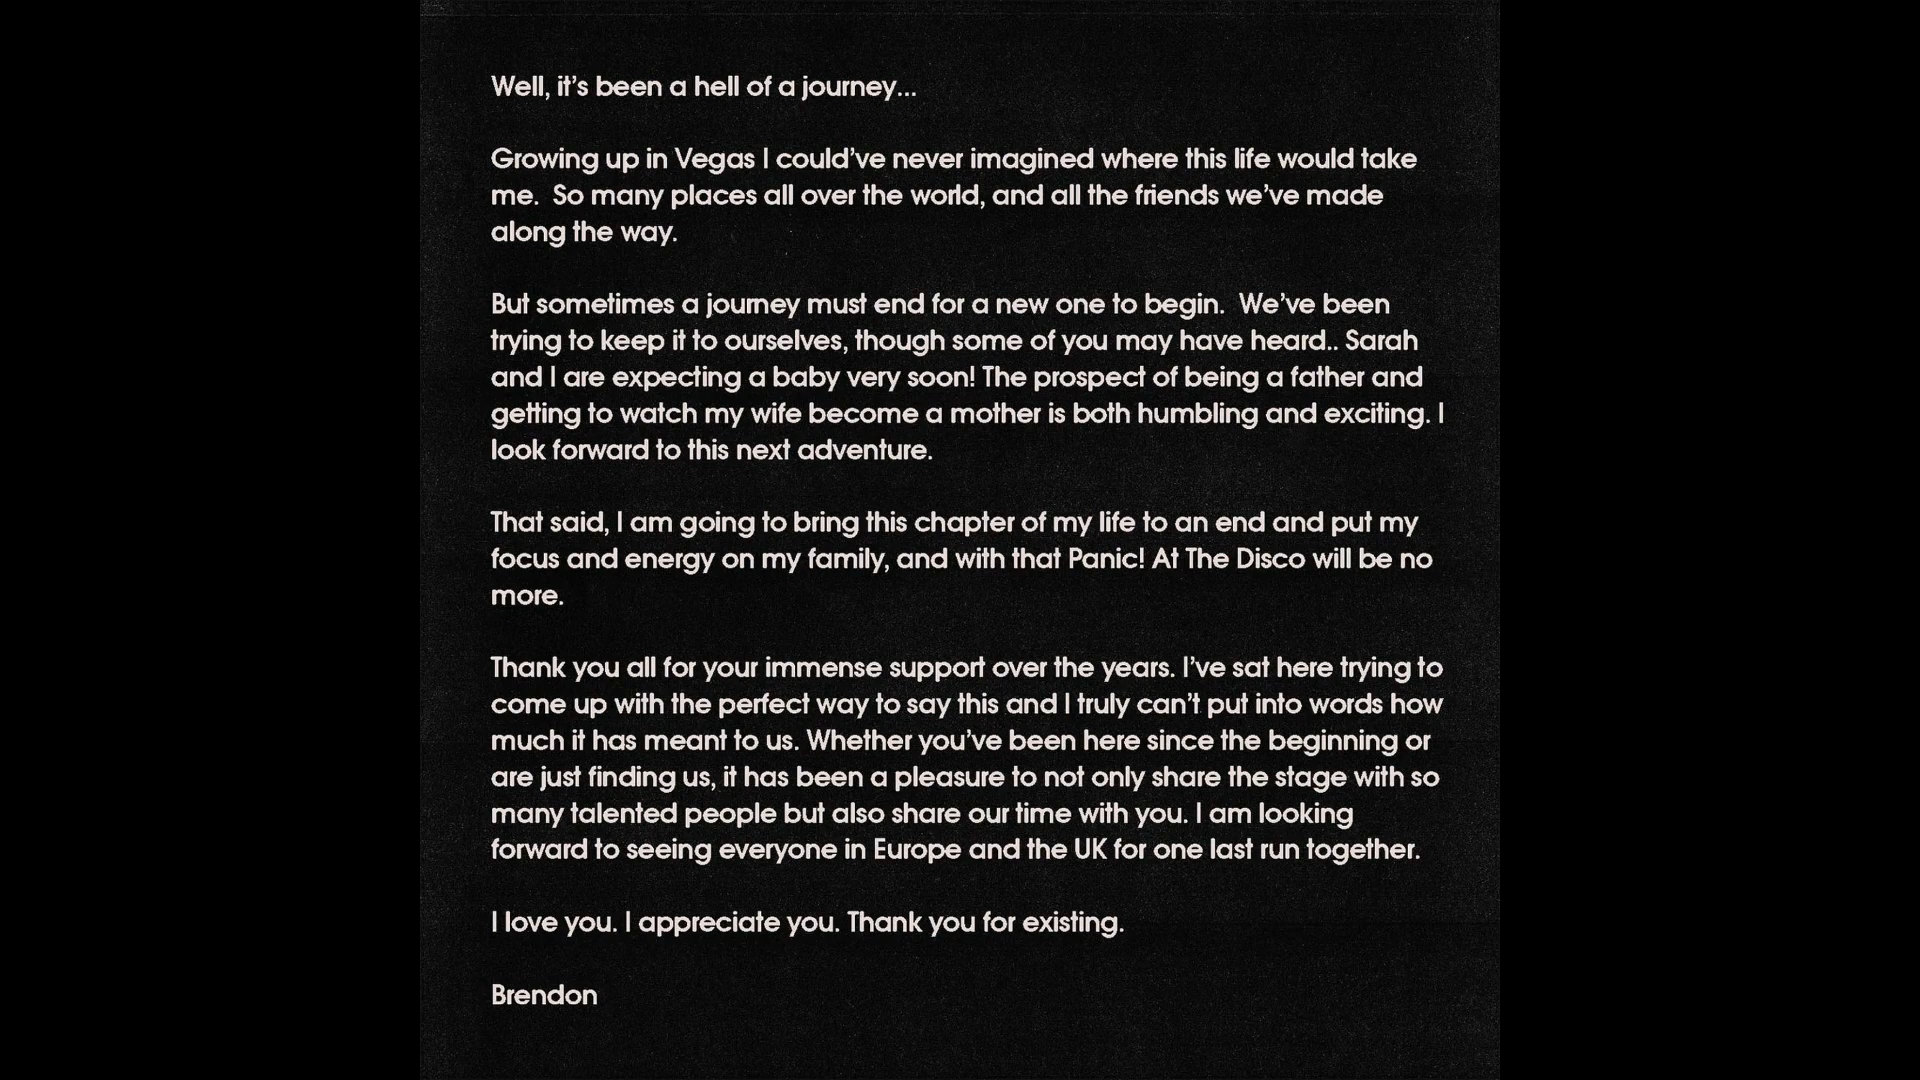 Well, it’s been a hell of a journey...
Growing up in Vegas I could’ve never imagined where this life would take
me.  So many places all over the world, and all the friends we’ve made
along the way.
But sometimes a journey must end for a new one to begin.  We’ve been
trying to keep it to ourselves, though some of you may have heard.. Sarah
and I are expecting a baby very soon! The prospect of being a father and
getting to watch my wife become a mother is both humbling and exciting. I
look forward to this next adventure.
That said, I am going to bring this chapter of my life to an end and put my
focus and energy on my family, and with that Panic! At The Disco will be no
more.
Thank you all for your immense support over the years. I’ve sat here trying to
come up with the perfect way to say this and I truly can’t put into words how
much it has meant to us. Whether you’ve been here since the beginning or
are just finding us, it has been a pleasure to not only share the stage with so
many talented people but also share our time with you. I am looking
forward to seeing everyone in Europe and the UK for one last run together.
I love you. I appreciate you. Thank you for existing.
Brendon